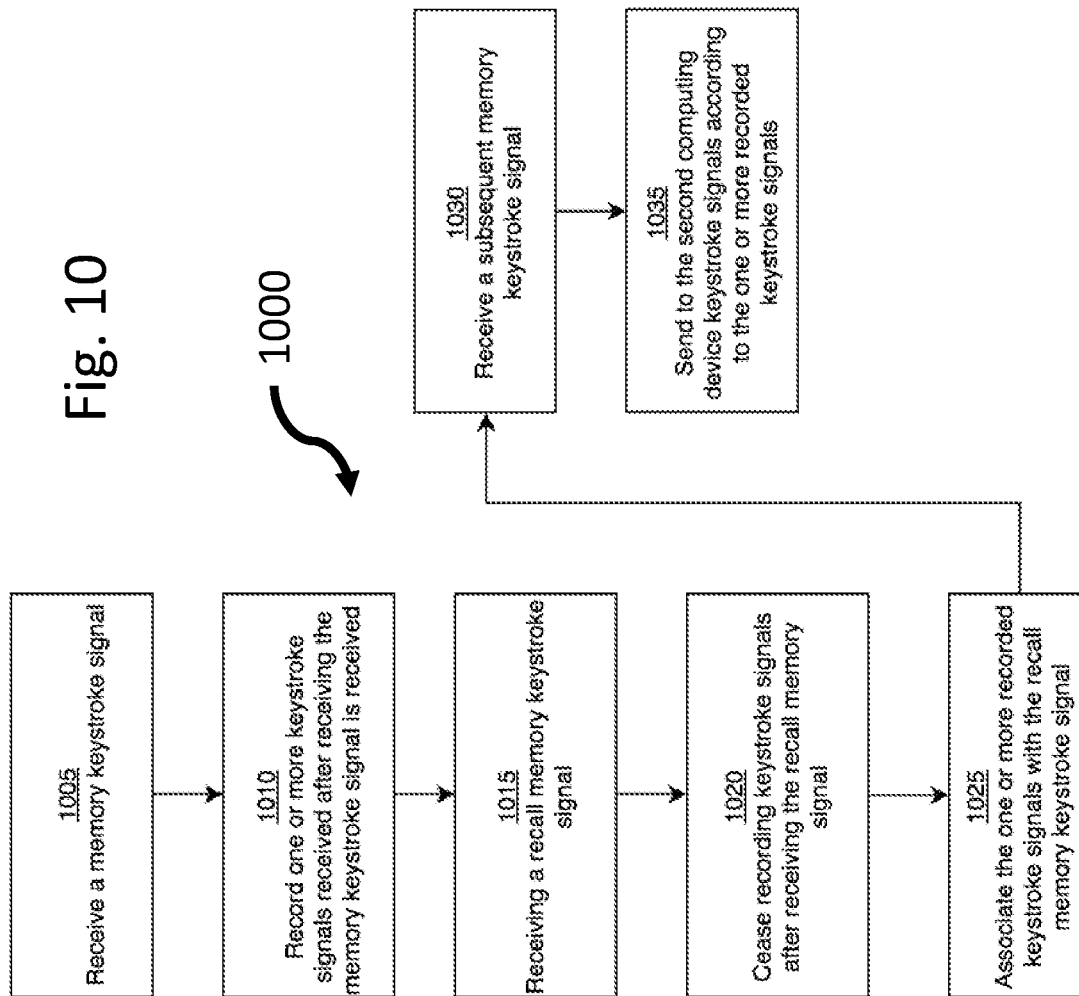 Fig. 10
1000
1005
Receive a memory keystroke signal
1010
Record one or more keystroke
signals received after receiving the
memory keystroke signal is received
1015
Receiving a recall memory keystroke
signal
1020
Cease recording keystroke signals
after receiving the recall memory
signal
1025
Associate the one or more recorded
keystroke signals with the recall
memory keystroke signal
1030
Receive a subsequent memory
keystroke signal
1035
Send to the second computing
device keystroke signals according
to the one or more recorded
keystroke signals